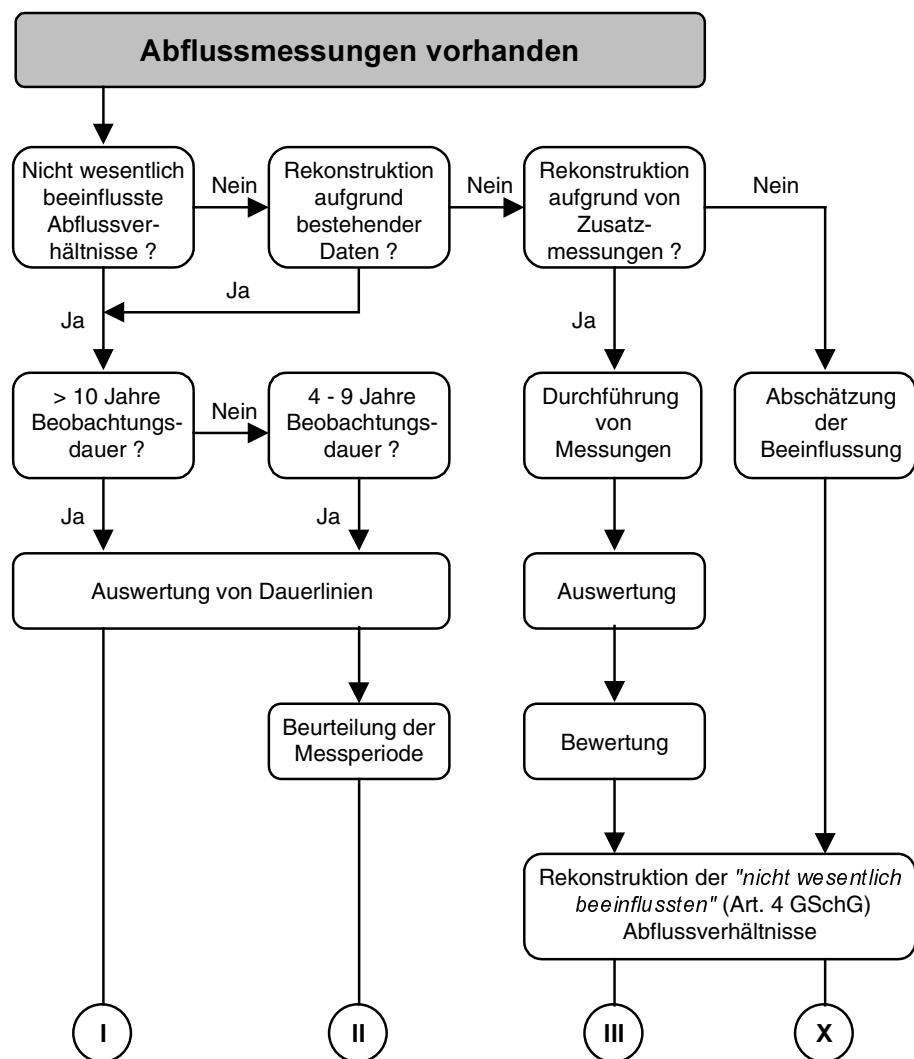 Abflussmessungen vorhanden
Nicht wesentlich
beeinflusste
Abflussver-
hältnisse ?
Nein
Rekonstruktion
aufgrund
bestehender
Daten ?
Nein
Rekonstruktion
aufgrund von
Zusatz-
messungen ?
Nein
Ja
Ja
Ja
> 10 Jahre
Beobachtungs-
dauer ?
Nein
4 - 9 Jahre
Beobachtungs-
dauer ?
Durchführung
von
Messungen
Abschätzung
der
Beeinflussung
Ja
Ja
Auswertung von Dauerlinien
Auswertung
Beurteilung der
Messperiode
Bewertung
Rekonstruktion der "nicht wesentlich
beeinflussten" (Art. 4 GSchG)
Abflussverhältnisse
I
II
III
X